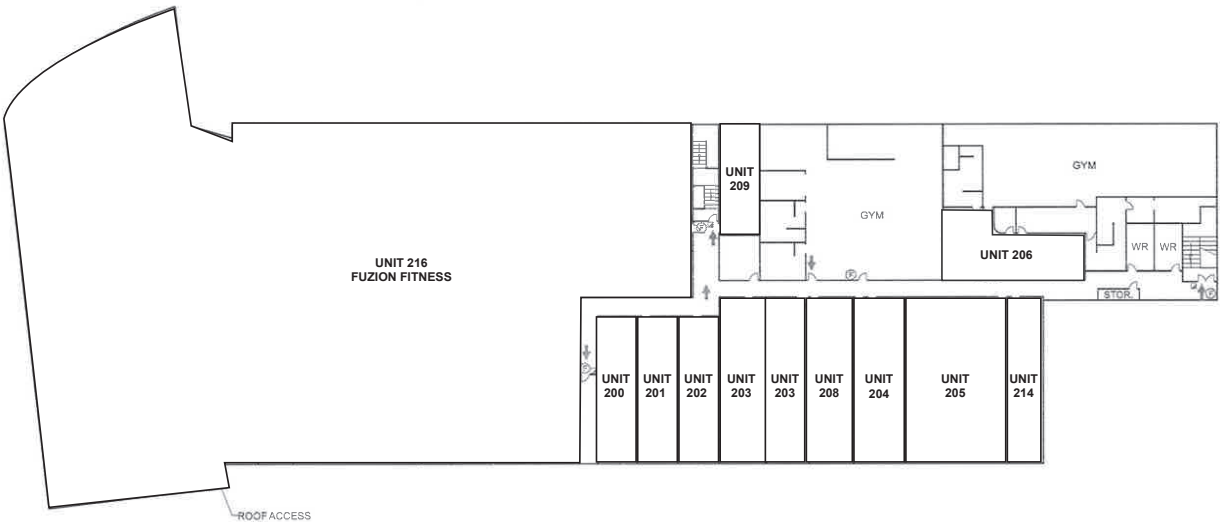 GYM
UNIT
209
GYM
WR
WR
UNIT 206
UNIT 216
FUZION FITNESS
STOR.
UNIT
200
UNIT
201
UNIT
202
UNIT
203
UNIT
203
UNIT
208
UNIT
204
UNIT
205
UNIT
214
ROOF ACCESS